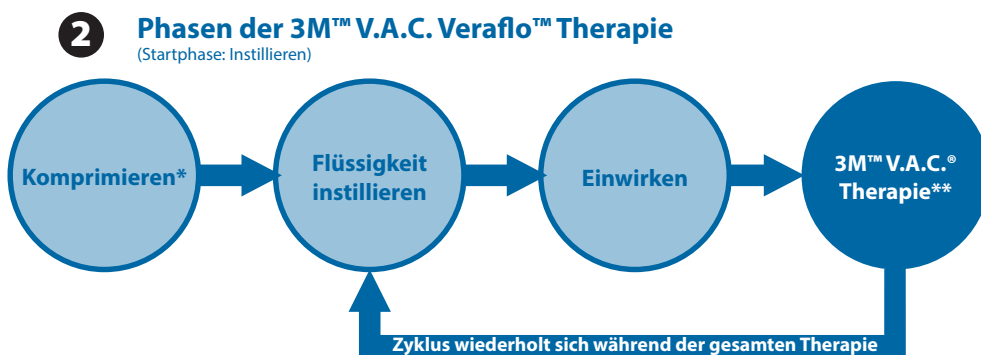 2
Phasen der 3M™ V.A.C. Veraflo™ Therapie
(Startphase: Instillieren)
Komprimieren*
Flüssigkeit
instillieren
Einwirken
3M™ V.A.C.®
Therapie**
Zyklus wiederholt sich während der gesamten Therapie